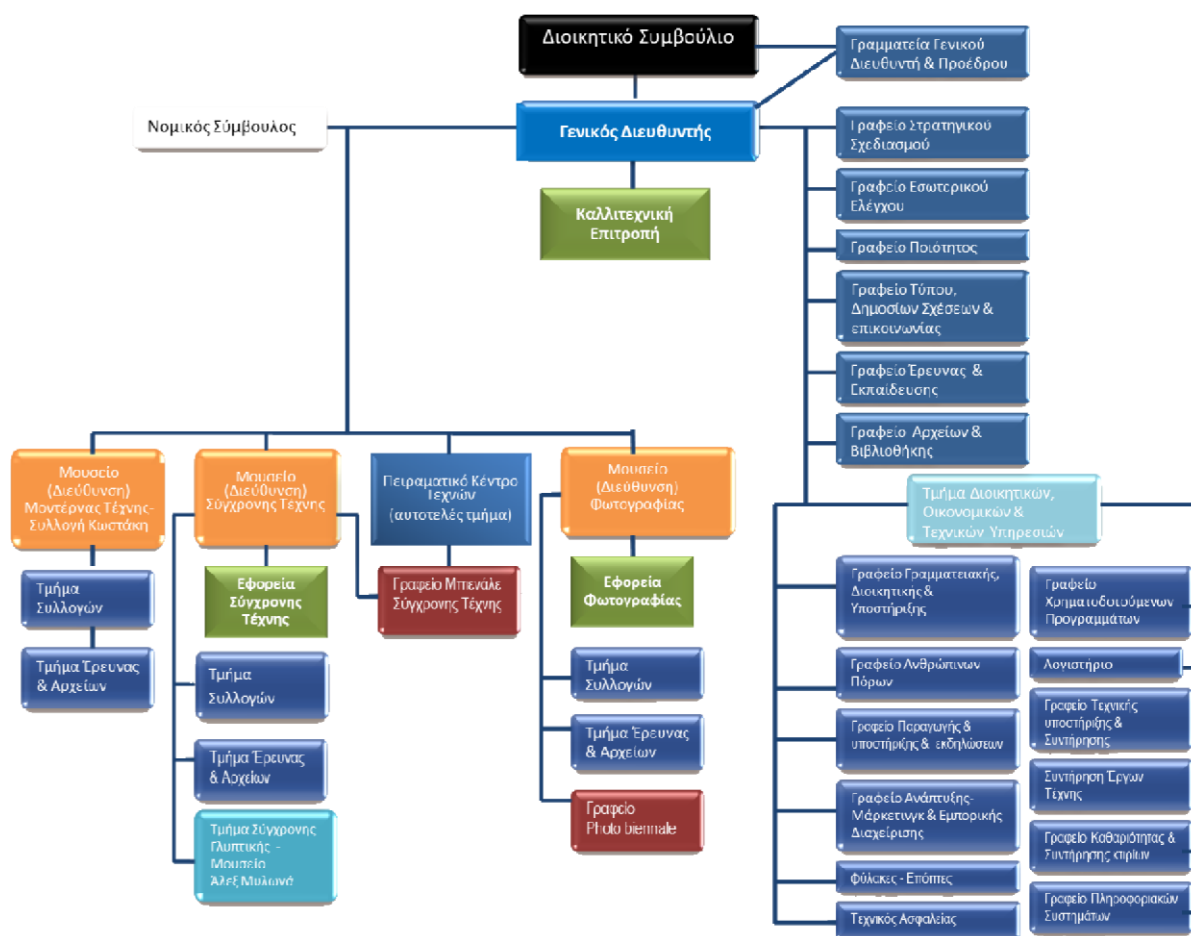 Διοικητικό Συμβούλιο
Γραμματεία Γενικού
Διευθυντή & Προέδρου
Νομικός Σύμβουλος
Γενικός Διευθυντής
Γραφείο Στρατηγικού
Σχεδιασμού
Γραφείο Εσωτερικού
Ελέγχου
Καλλιτεχνική
Επιτροπή
Γραφείο Ποιότητος
Γραφείο Τύπου,
Δημοσίων Σχέσεων &
επικοινωνίας
Γραφείο Έρευνας &
Εκπαίδευσης
Γραφείο Αρχείων &
Βιβλιοθήκης
Μουσείο
(Διεύθυνση)
Μοντέρνας Τέχνης-
Συλλογή Κωστάκη
Μουσείο
(Διεύθυνση)
Σύγχρονης Τέχνης
Πειραματικό Κέντρο
Τεχνών
(αυτοτελές τμήμα)
Μουσείο
(Διεύθυνση)
Φωτογραφίας
Τμήμα Διοικητικών,
Οικονομικών &
Τεχνικών Υπηρεσιών
Τμήμα
Συλλογών
Τμήμα Έρευνας
& Αρχείων
Εφορεία
Σύγχρονης
Τέχνης
Τμήμα
Συλλογών
Τμήμα Έρευνας
& Αρχείων
Τμήμα Σύγχρονης
Γλυπτικής -
Μουσείο
Άλεξ Μυλωνά
Γραφείο Μπιενάλε
Σύγχρονης Τέχνης
Εφορεία
Φωτογραφίας
Τμήμα
Συλλογών
Τμήμα Έρευνας
& Αρχείων
Γραφείο
Photo biennale
Γραφείο Γραμματειακής,
Διοικητικής &
Υποστήριξης
Γραφείο Ανθρώπινων
Πόρων
Γραφείο Παραγωγής &
υποστήριξης & εκδηλώσεων
Γραφείο Ανάπτυξης-
Μάρκετινγκ & Εμπορικής
Διαχείρισης
Φύλακες - Επόπτες
Τεχνικός Ασφαλείας
Γραφείο
Χρηματοδοτούμενων
Προγραμμάτων
Λογιστήριο
Γραφείο Τεχνικής
υποστήριξης &
Συντήρησης
Συντήρηση Έργων
Τέχνης
Γραφείο Καθαριότητας &
Συντήρησης κτιρίων
Γραφείο Πληροφοριακών
Συστημάτων